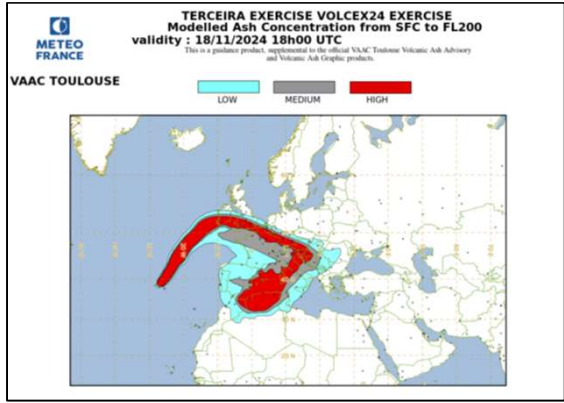 TERCEIRA EXERCISE VOLCEX24 EXERCISE
Modelled Ash Concentration from SFC to FL200
validity : 18/11/2024 18h00 UTC
This is a guidance product, supplemental to the official VAAC Toulouse Volcanic Ash Advisory
and Volcanic Ash Graphic products.
METEO
FRANCE
VAAC TOULOUSE
LOW
MEDIUM
HIGH